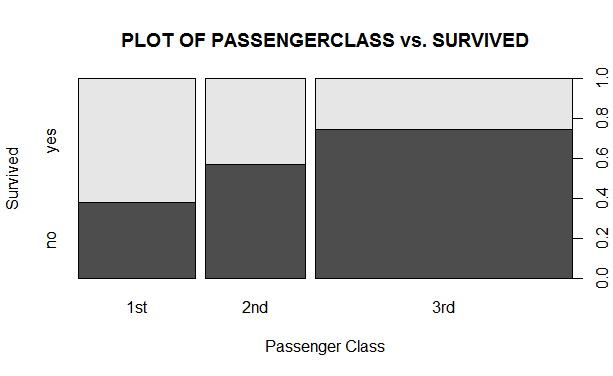 PLOT OF PASSENGERCLASS vs. SURVIVED
Survived
yes
no
1.0
0.8
0.6
0.4
0.2
0.0
1st 2nd 3rd
Passenger Class